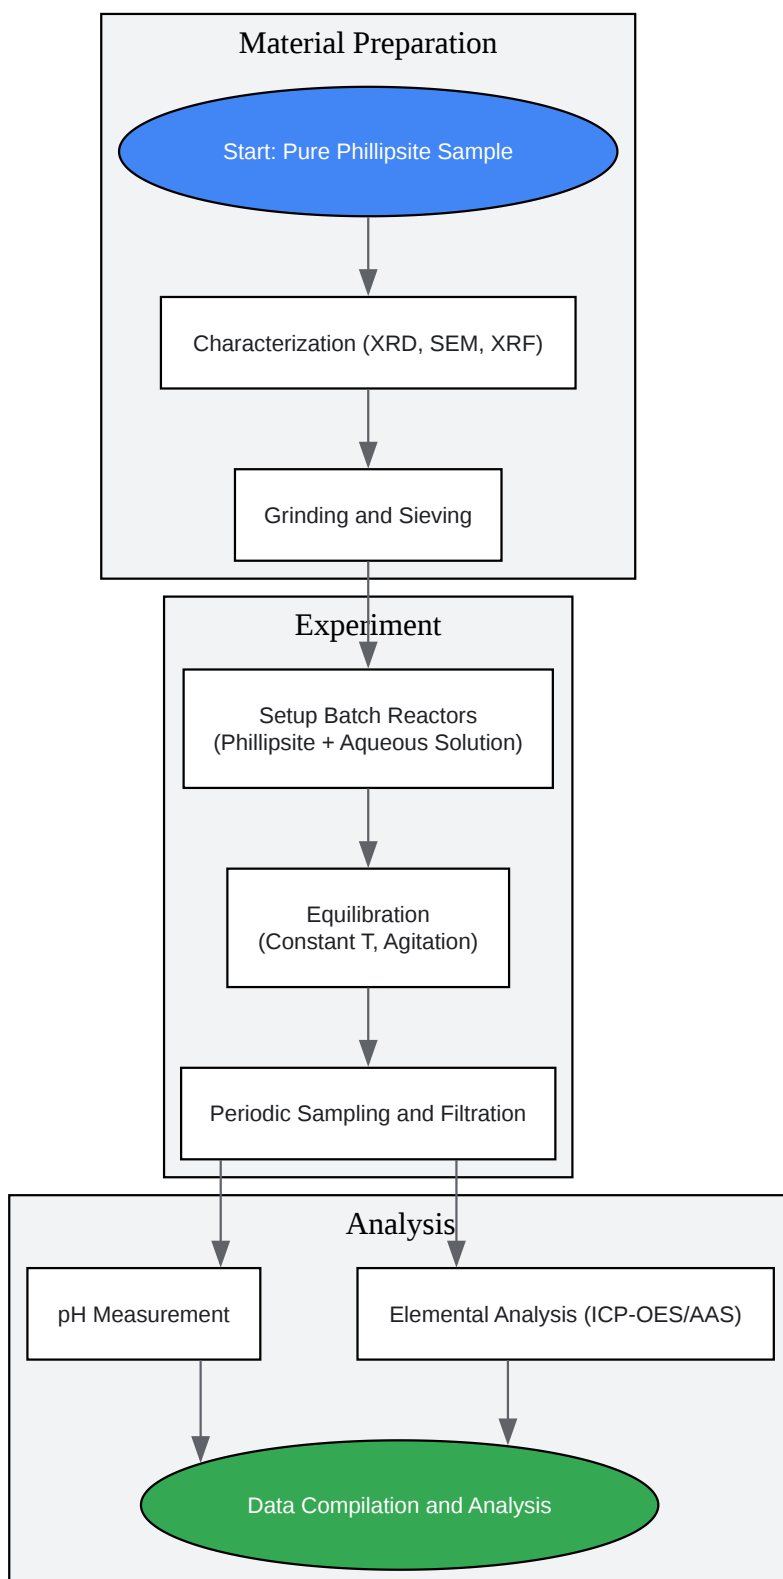 Material Preparation
Start: Pure Phillipsite Sample
Characterization (XRD, SEM, XRF)
Grinding and Sieving
Experiment
Setup Batch Reactors
(Phillipsite + Aqueous Solution)
Equilibration
(Constant T, Agitation)
Periodic Sampling and Filtration
Analysis
pH Measurement
Elemental Analysis (ICP-OES/AAS)
Data Compilation and Analysis